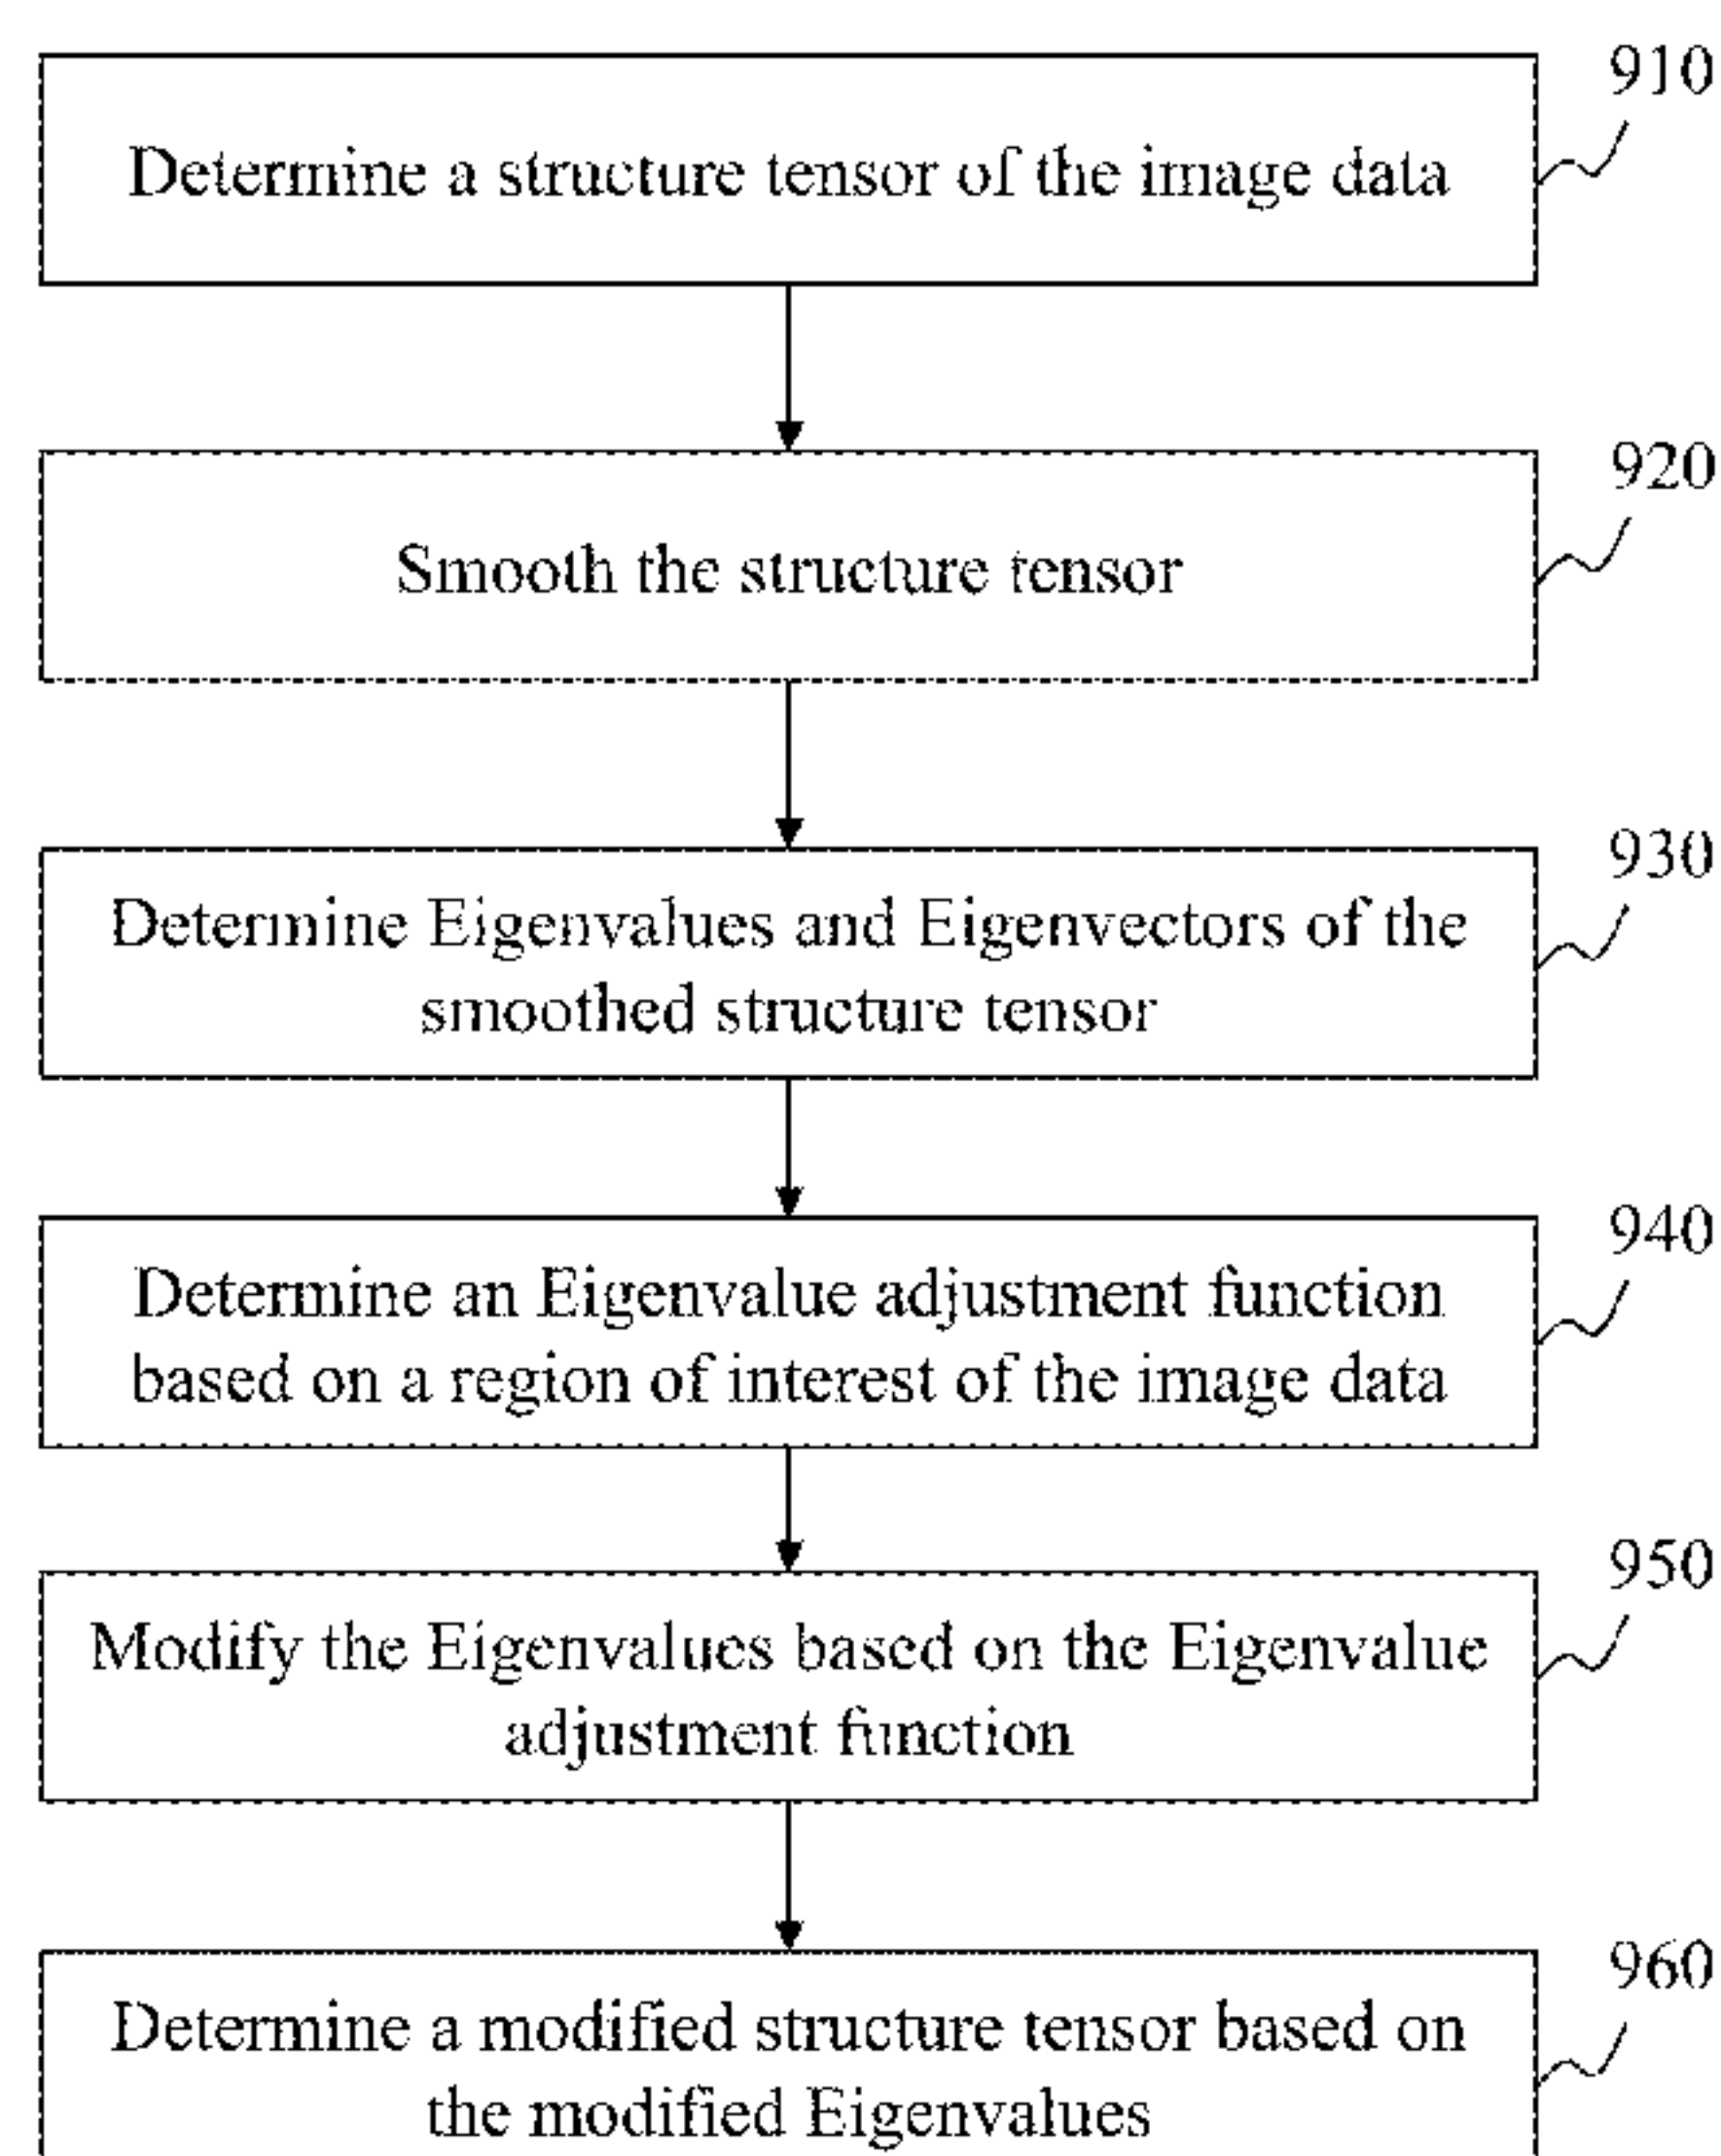 910
Determine a structure tensor of the image data
920
Smooth the structure tensor
930
Determine Eigenvalues and Eigenvectors of the
smoothed structure tensor
940
Determine an Eigenvalue adjustment function
based on a region of interest of the image data
950
Modify the Eigenvalues based on the Eigenvalue
adjustment function
960
Determine a modified structure tensor based on
the modified Eigenvalues